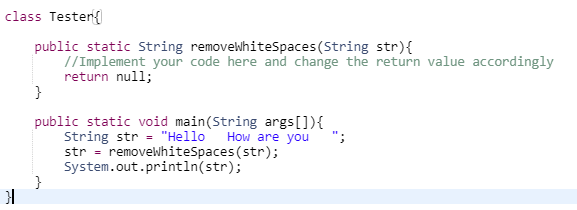 class Tester{
    public static String removeWhiteSpaces(String str){
        //Implement your code here and change the return value accordingly
        return null;
    }
    public static void main(String args[]){
        String str = "Hello   How are you   ";
        str = removeWhiteSpaces(str);
        System.out.println(str);
    }
}